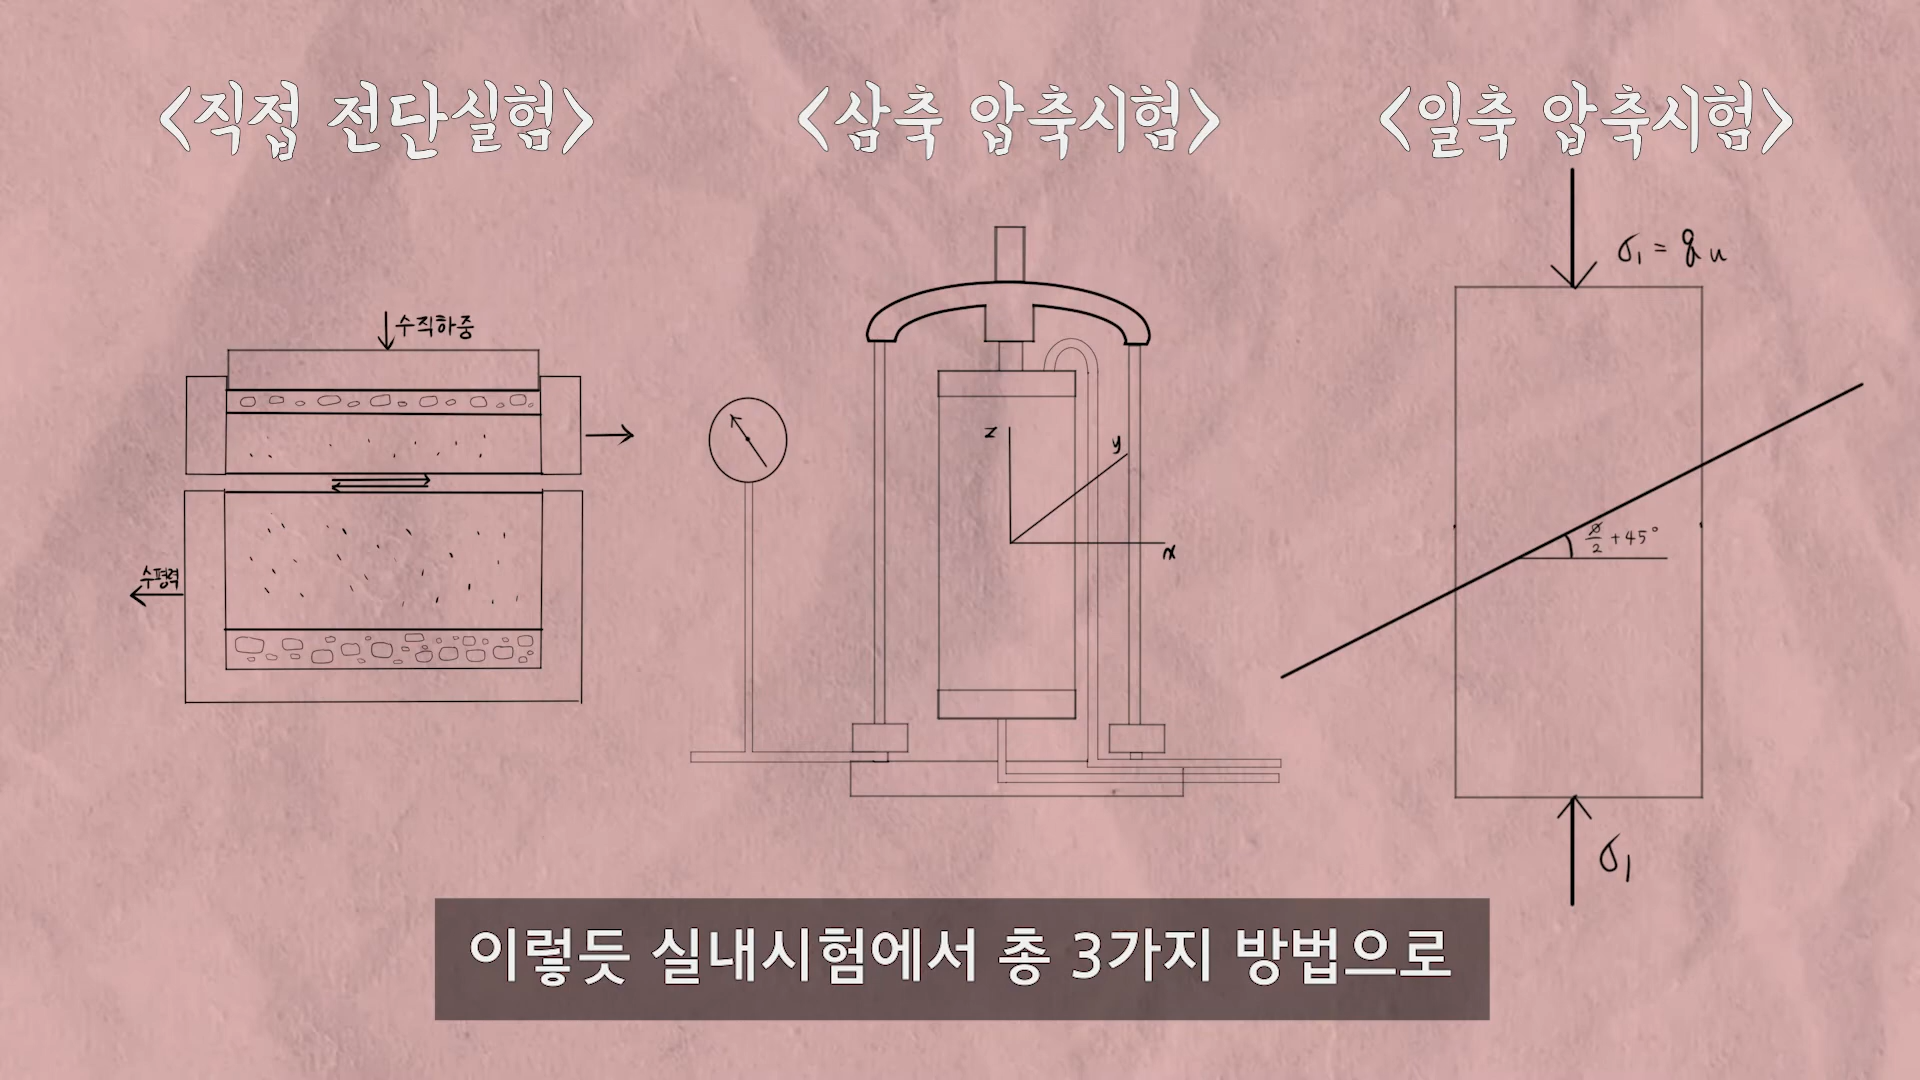 <직접 전단실험>
<삼축 압축시험>
<일축 압축시험>
수직하중
수평력
z
y
x
σ₁ = qu
ø/2 + 45°
σ₁
이렇듯 실내시험에서 총 3가지 방법으로